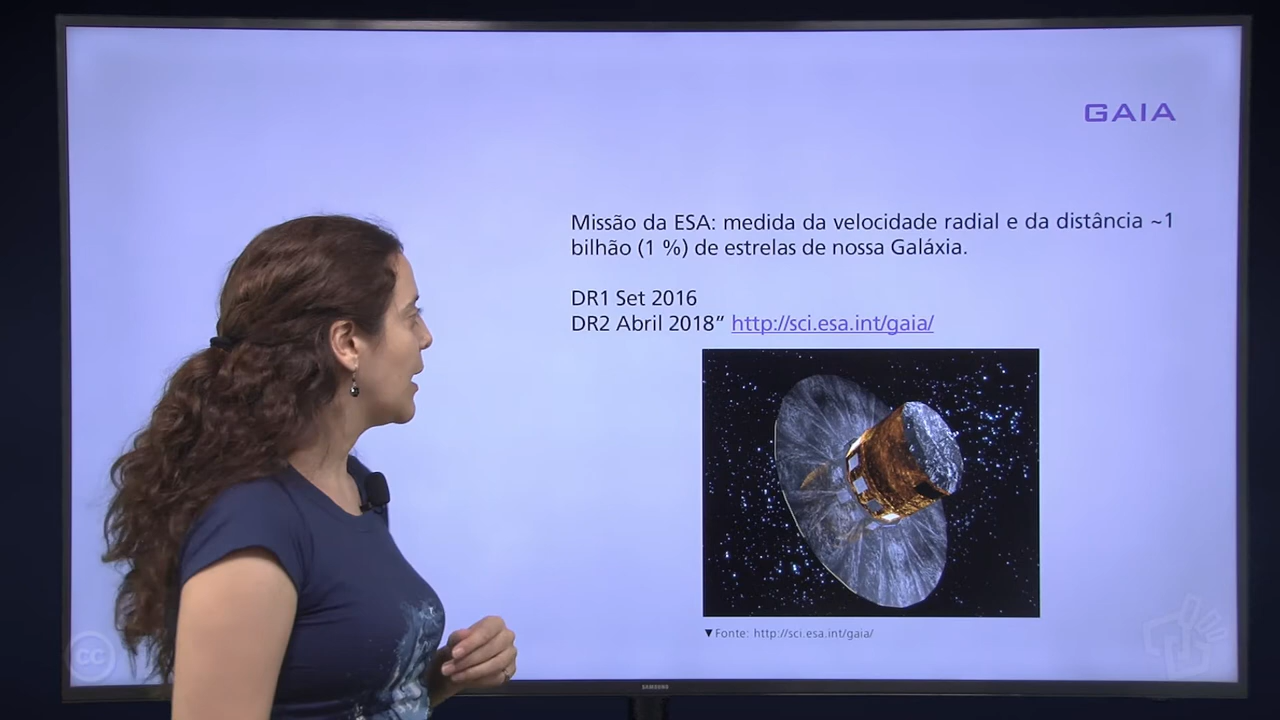 GAIA
Missão da ESA: medida da velocidade radial e da distância ~1
bilhão (1 %) de estrelas de nossa Galáxia.
DR1 Set 2016
DR2 Abril 2018” http://sci.esa.int/gaia/
▼Fonte: http://sci.esa.int/gaia/
cc
SAMSUNG